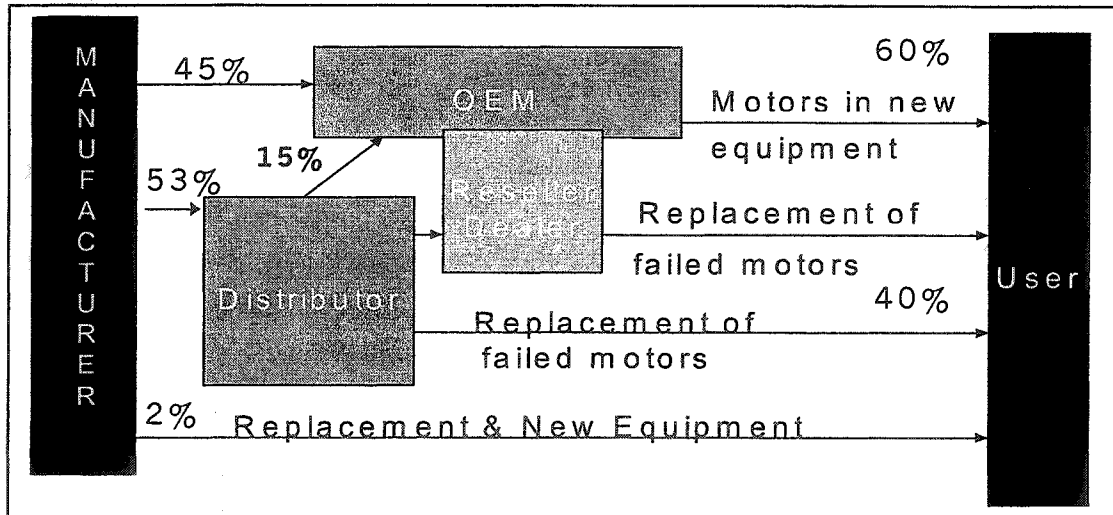 MANUFACTURER
45%
OEM
60%
Motors in new
equipment
15%
53%
Reseller
Dealer
Replacement of
failed motors
Distributor
40%
Replacement of
failed motors
User
2%
Replacement & New Equipment